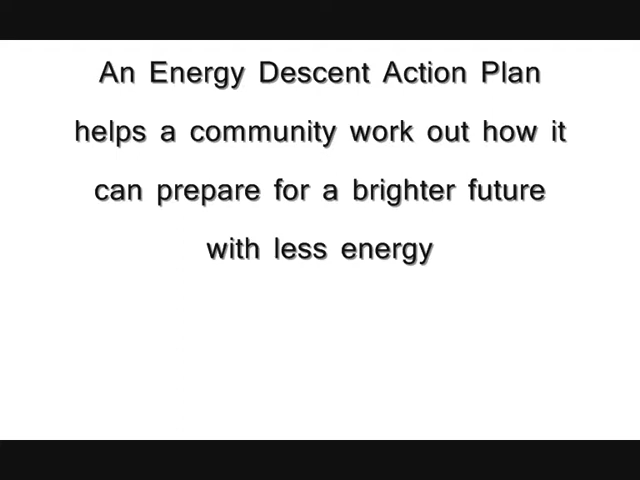 An Energy Descent Action Plan
helps a community work out how it
can prepare for a brighter future
with less energy